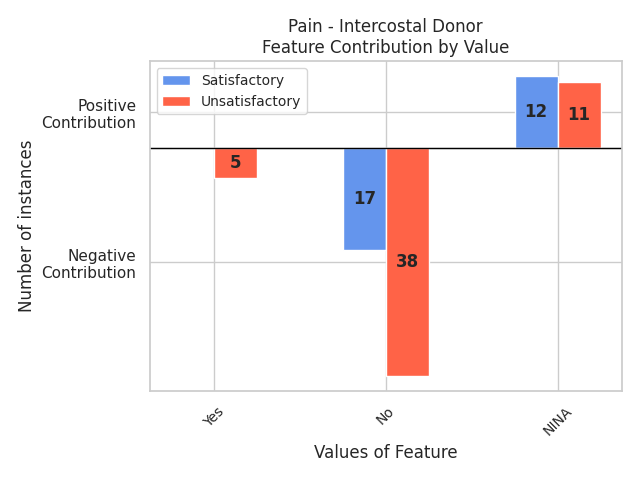 Pain - Intercostal Donor
Feature Contribution by Value
Satisfactory
Unsatisfactory
Positive
Contribution
Negative
Contribution
Number of instances
5
17
38
12
11
Yes
No
NINA
Values of Feature